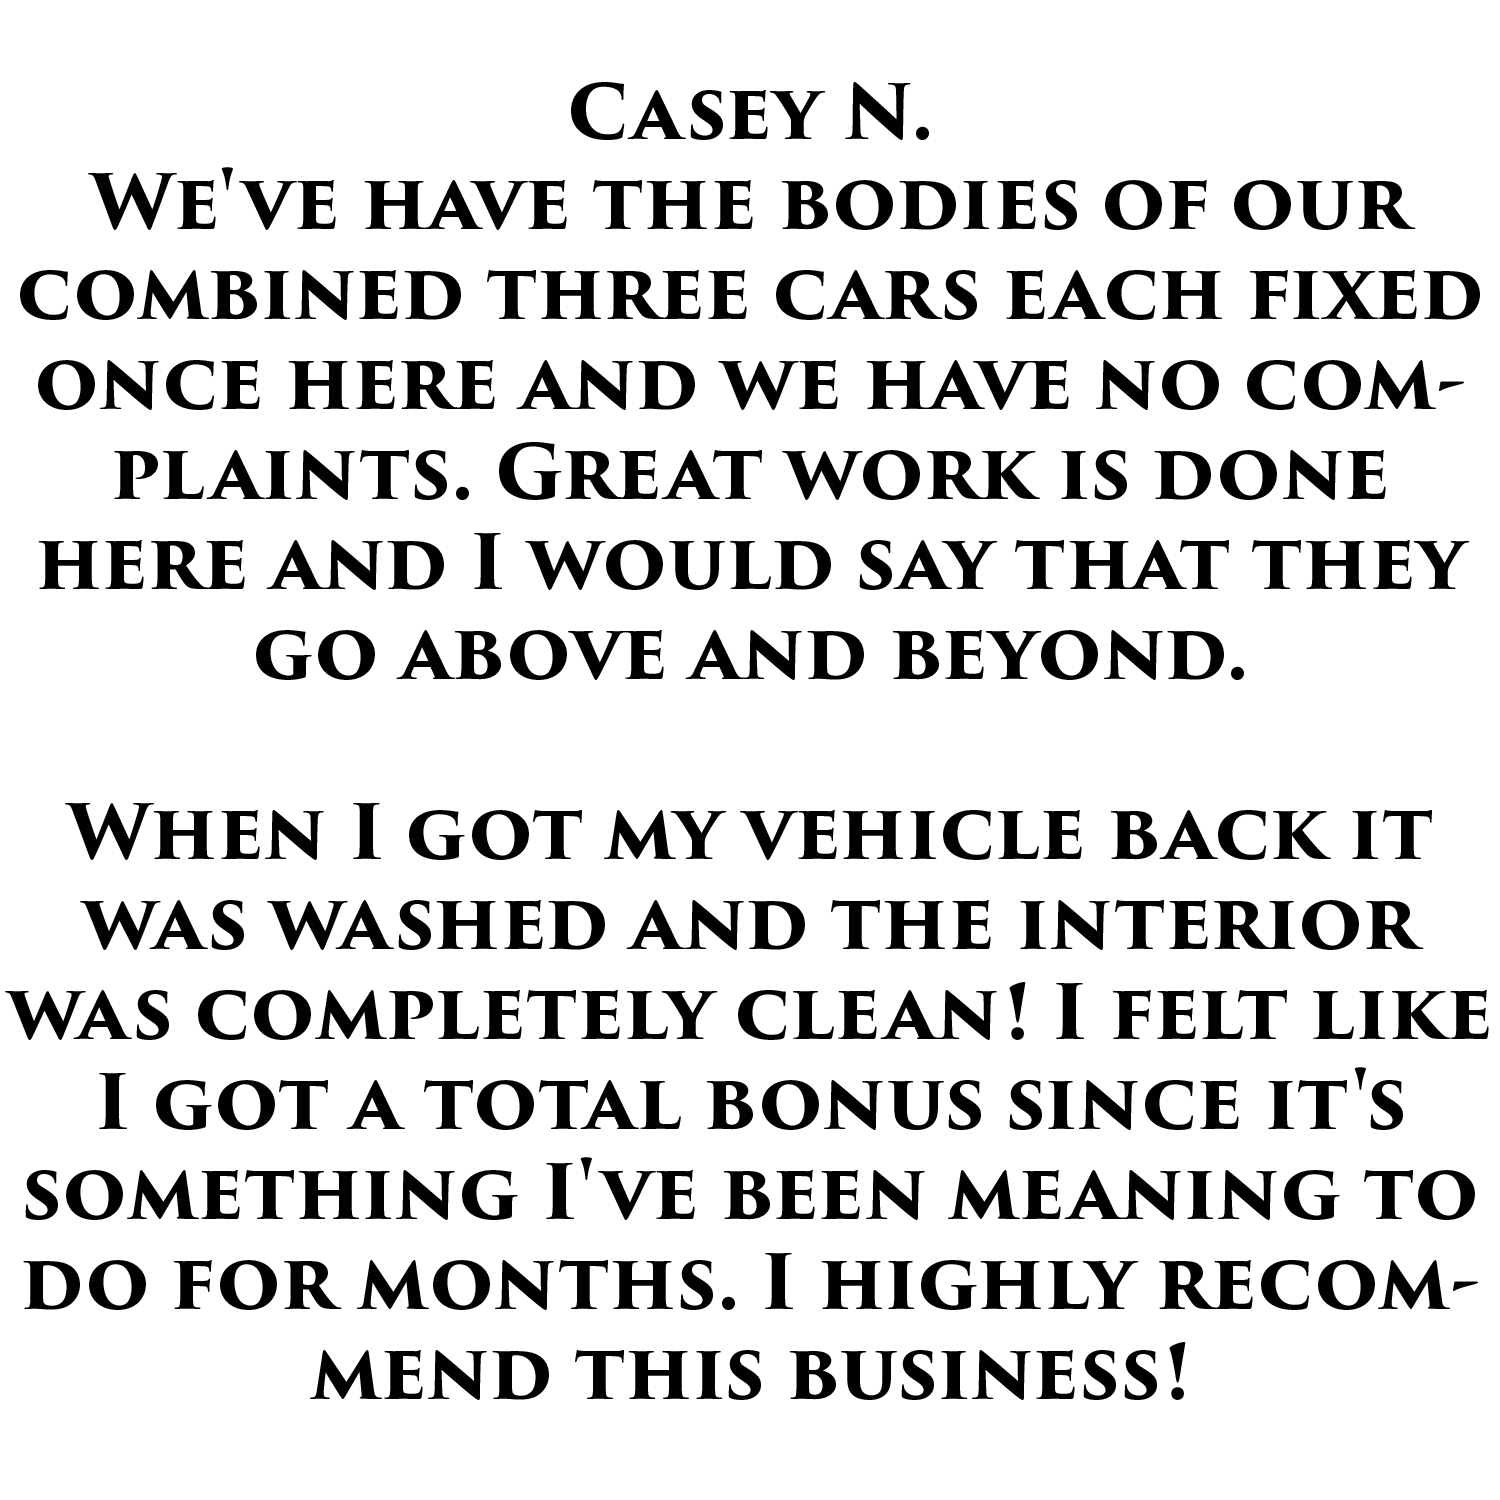 Casey N.
We've have the bodies of our
combined three cars each fixed
once here and we have no com-
plaints. Great work is done
here and I would say that they
go above and beyond.
When I got my vehicle back it
was washed and the interior
was completely clean! I felt like
I got a total bonus since it's
something I've been meaning to
do for months. I highly recom-
mend this business!